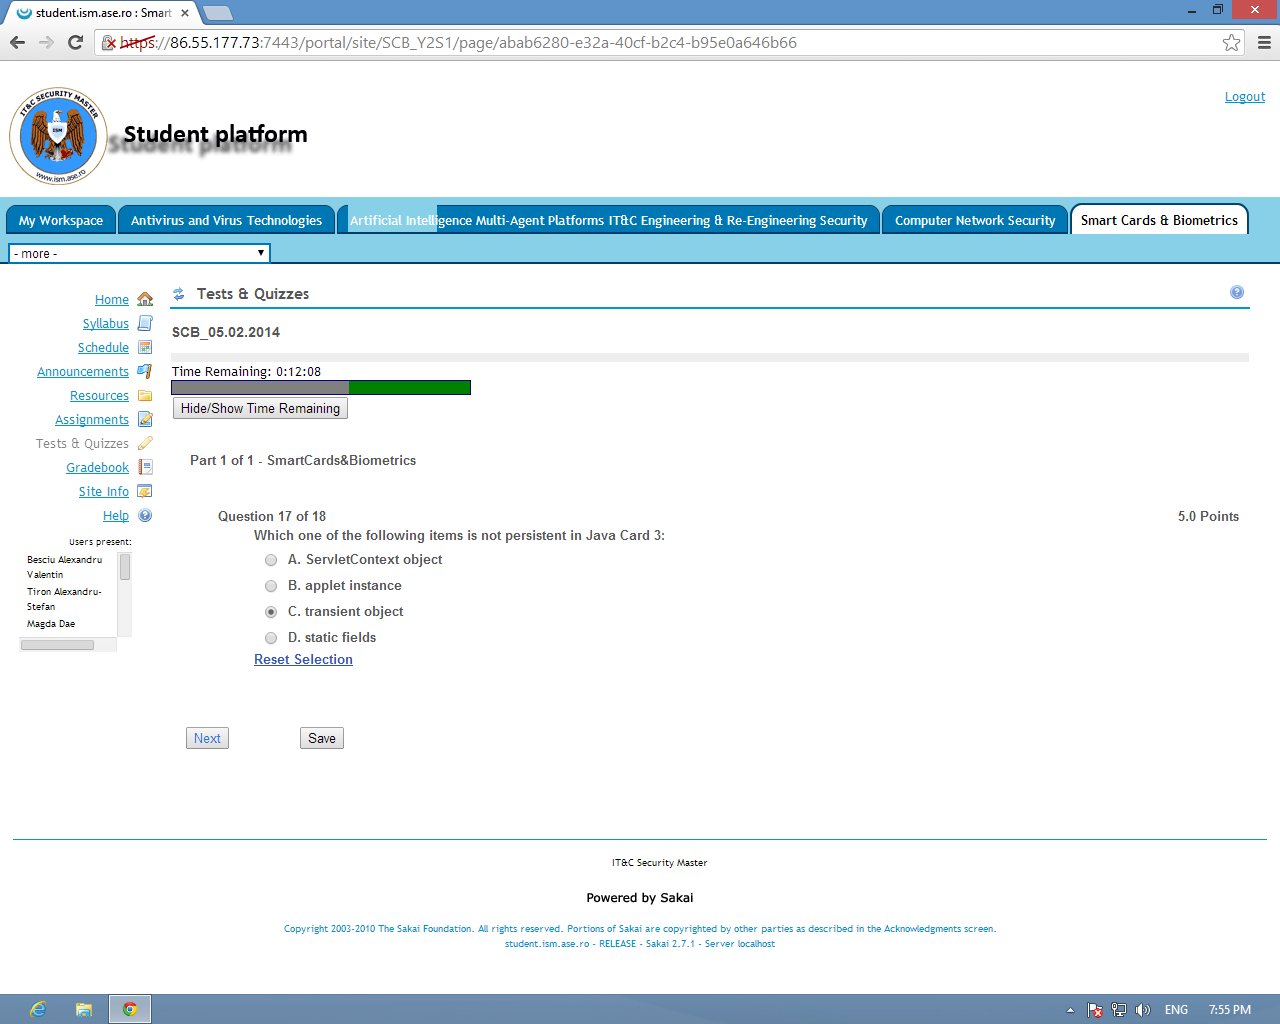 student.ism.ase.ro : Smart
https://86.55.177.73:7443/portal/site/SCB_Y2S1/page/abab6280-e32a-40cf-b2c4-b95e0a646b66
IT&C SECURITY MASTER
ISM
www.ism.ase.ro
Student platform
Logout
My Workspace
Antivirus and Virus Technologies
Artificial Intelligence Multi-Agent Platforms IT&C Engineering & Re-Engineering Security
Computer Network Security
Smart Cards & Biometrics
- more -
Home
Syllabus
Schedule
Announcements
Resources
Assignments
Tests & Quizzes
Gradebook
Site Info
Help
Users present:
Besciu Alexandru
Valentin
Tiron Alexandru-
Stefan
Magda Dae
Tests & Quizzes
SCB_05.02.2014
Time Remaining: 0:12:08
Hide/Show Time Remaining
Part 1 of 1 - SmartCards&Biometrics
Question 17 of 18
5.0 Points
Which one of the following items is not persistent in Java Card 3:
A. ServletContext object
B. applet instance
C. transient object
D. static fields
Reset Selection
Next
Save
IT&C Security Master
Powered by Sakai
Copyright 2003-2010 The Sakai Foundation. All rights reserved. Portions of Sakai are copyrighted by other parties as described in the Acknowledgments screen.
student.ism.ase.ro - RELEASE - Sakai 2.7.1 - Server localhost
ENG
7:55 PM